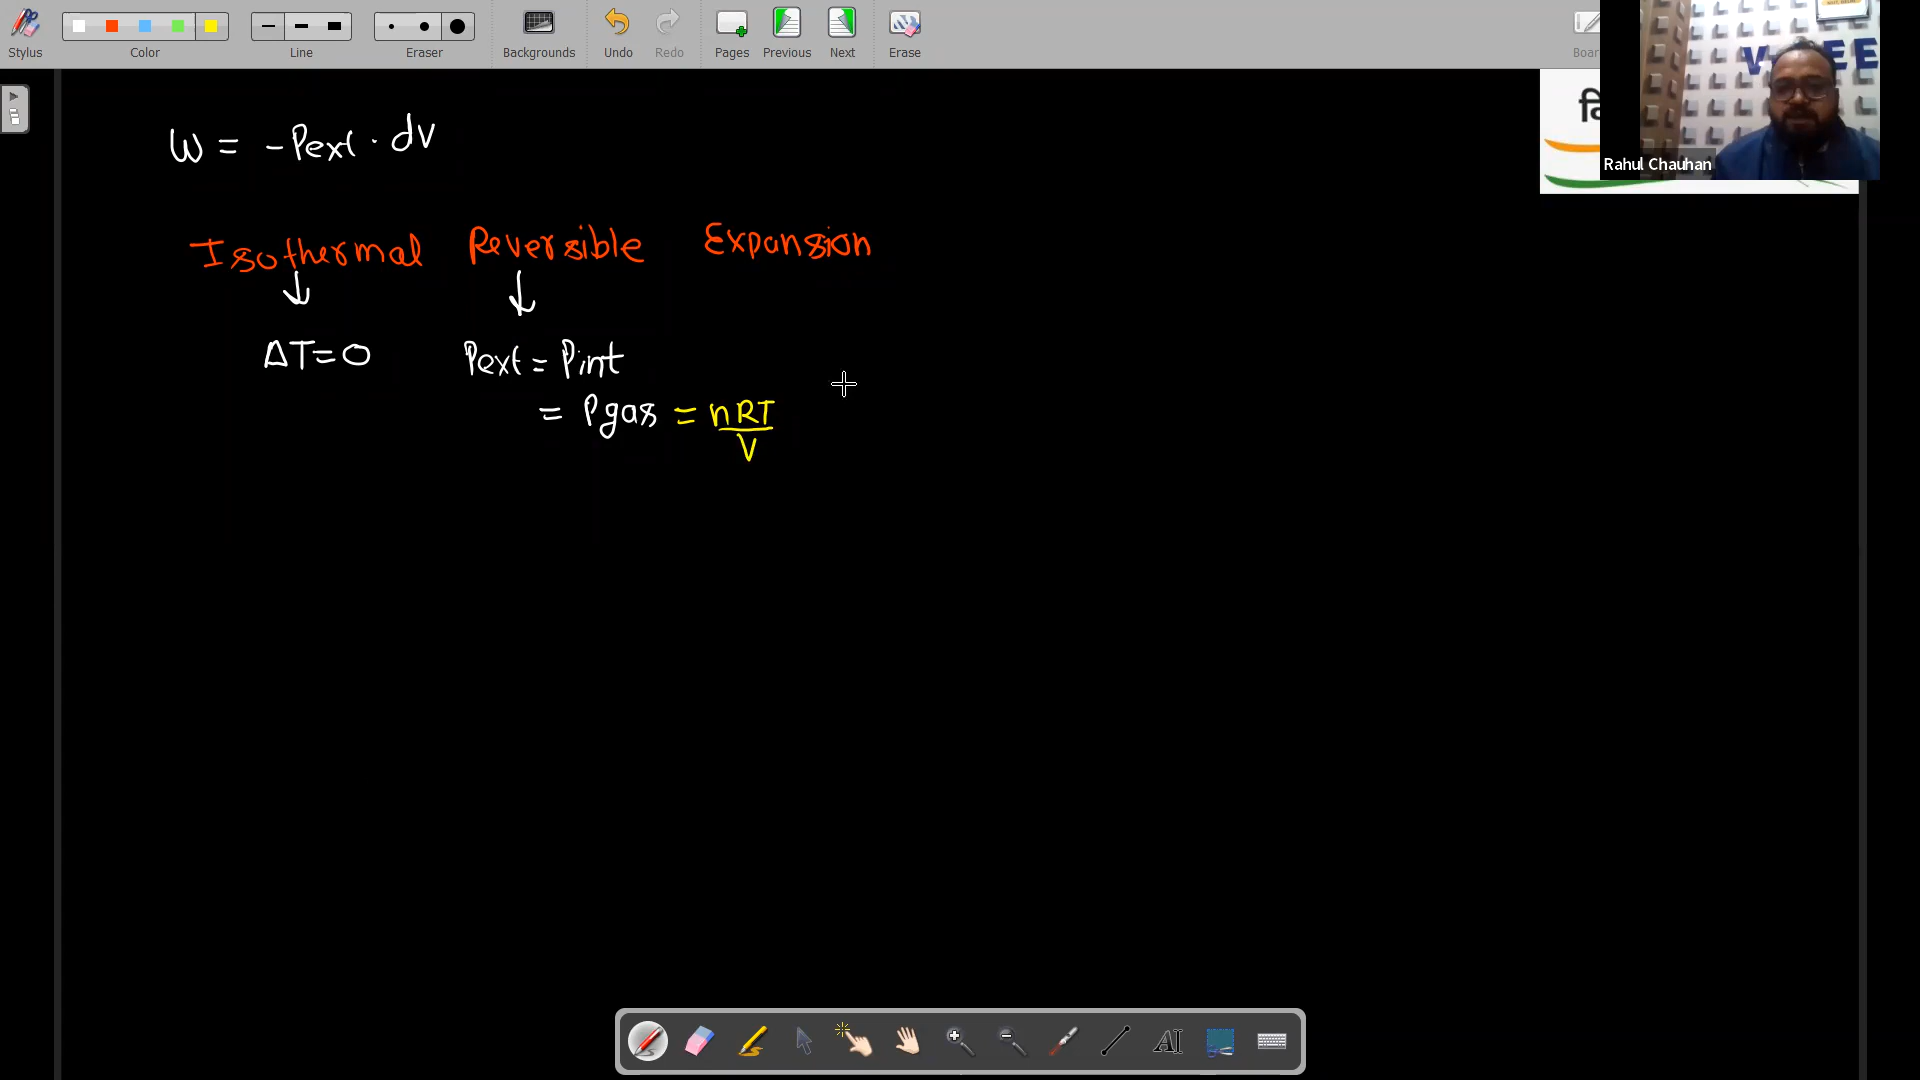 Stylus Color Line Eraser Backgrounds Undo Redo Pages Previous Next Erase Boar
Rahul Chauhan
W = -Pext · dV
Isothermal Reversible Expansion
ΔT=0 Pext = Pint
= Pgas = nRT
V